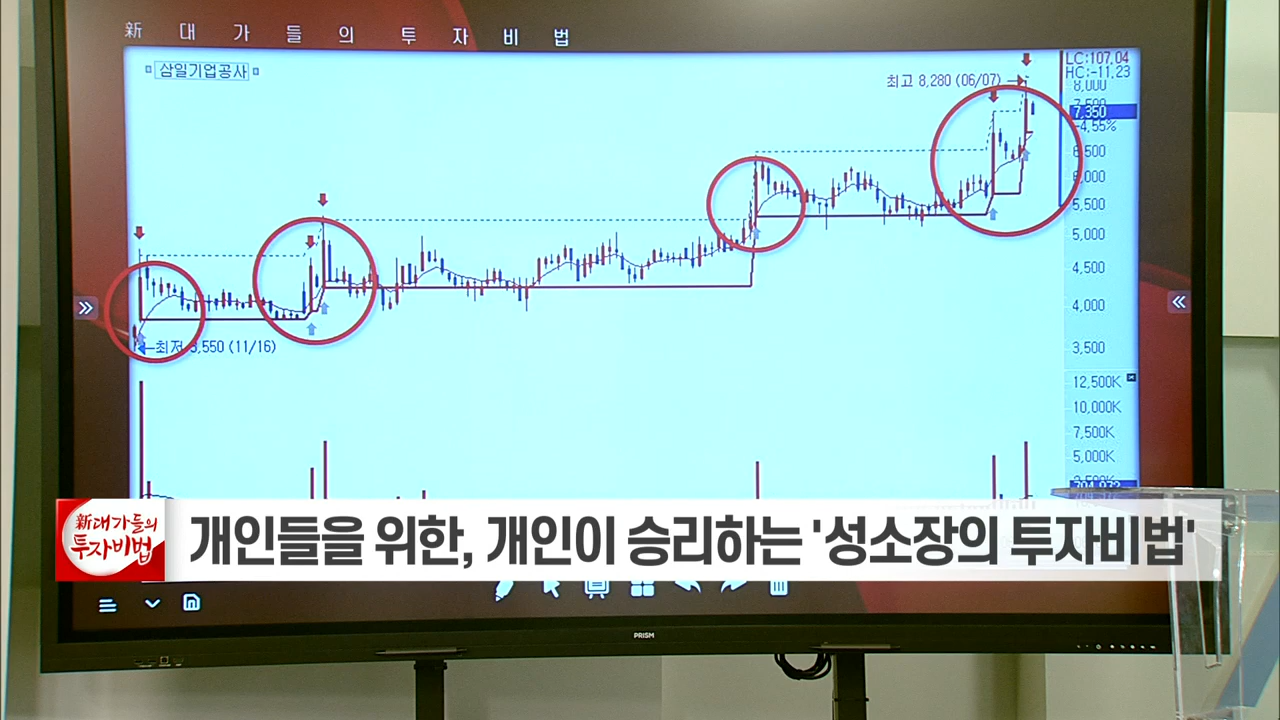 新 대 가 들 의 투 자 비 법
삼일기업공사
LC:107.04
HC:-11.23
최고 8,280 (06/07)
8,000
7,500
7,350
-4.55%
6,500
6,000
5,500
5,000
4,500
4,000
3,500
최저 3,550 (11/16)
12,500K
10,000K
7,500K
5,000K
新대가들의
투자비법
개인들을 위한, 개인이 승리하는 '성소장의 투자비법'
PRISM